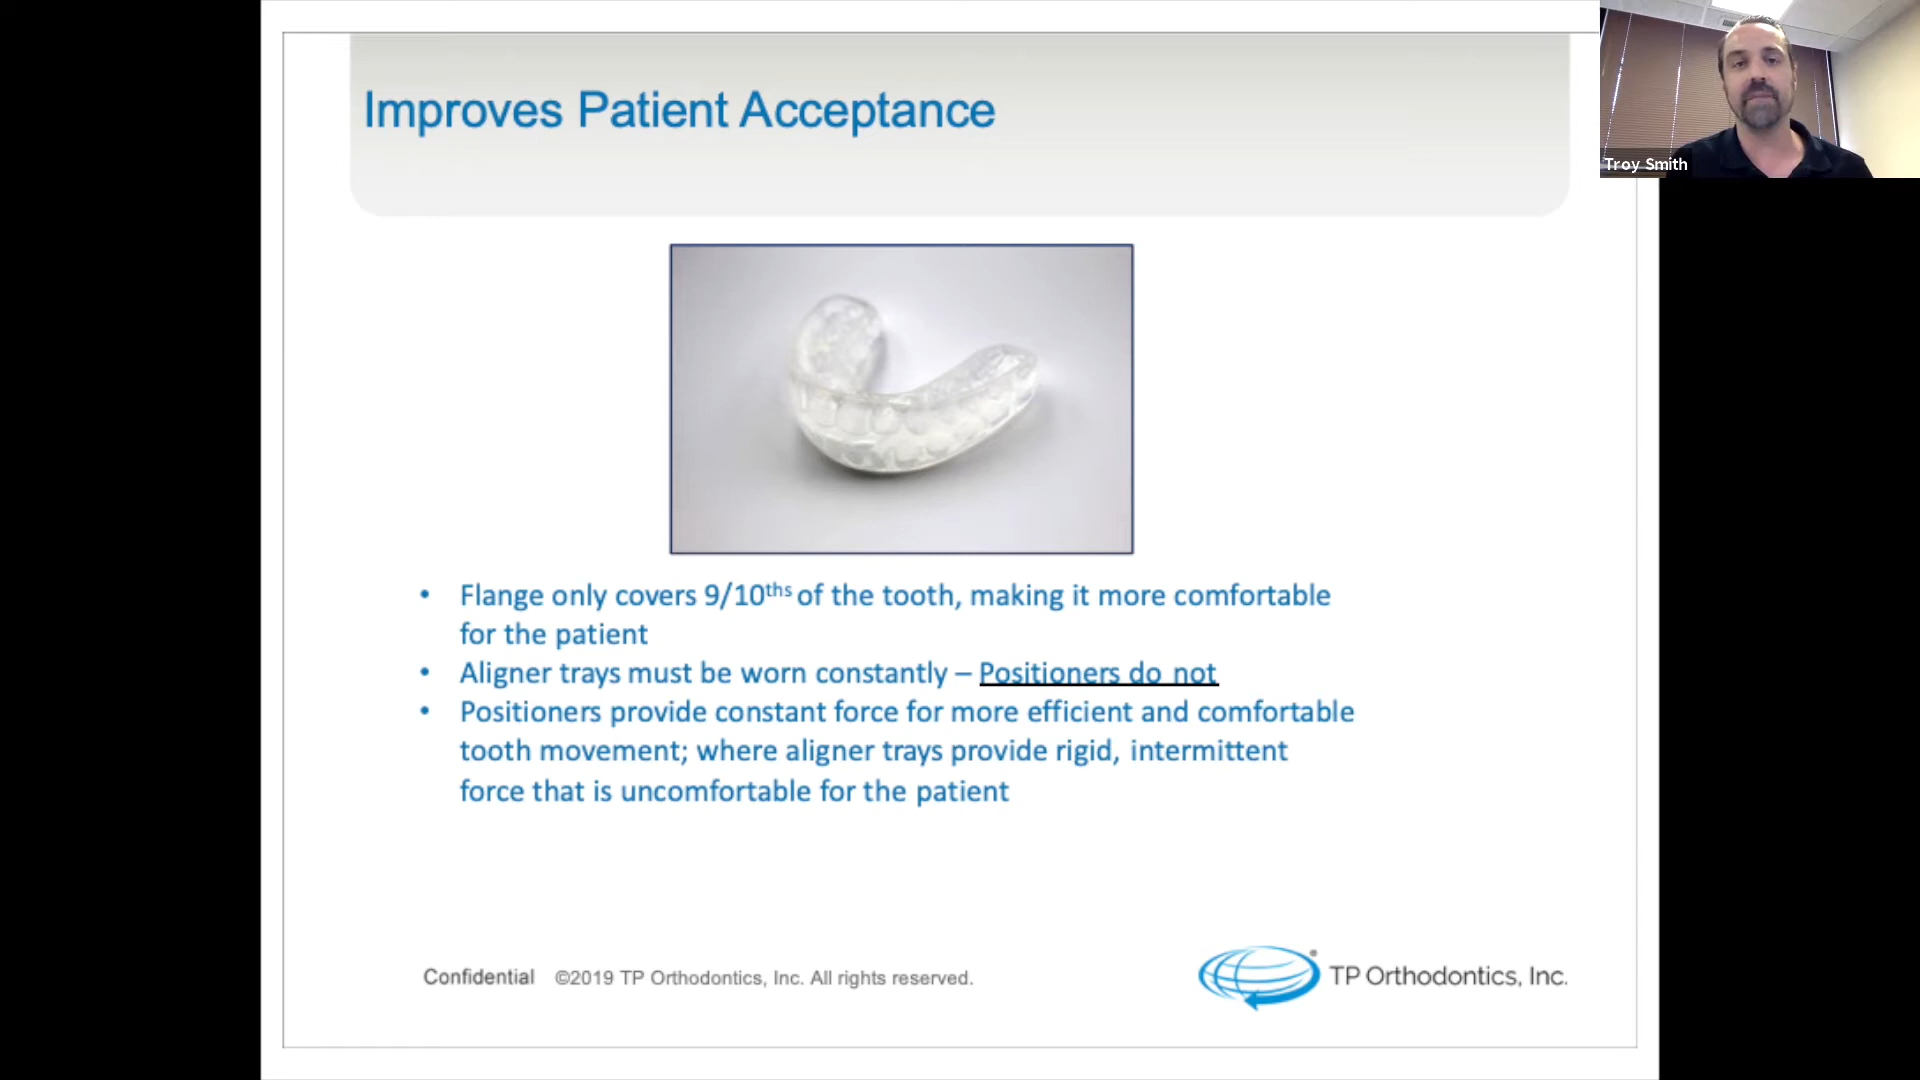 Improves Patient Acceptance
Troy Smith
• Flange only covers 9/10ths of the tooth, making it more comfortable
for the patient
• Aligner trays must be worn constantly – Positioners do not
• Positioners provide constant force for more efficient and comfortable
tooth movement; where aligner trays provide rigid, intermittent
force that is uncomfortable for the patient
Confidential ©2019 TP Orthodontics, Inc. All rights reserved.
TP Orthodontics, Inc.